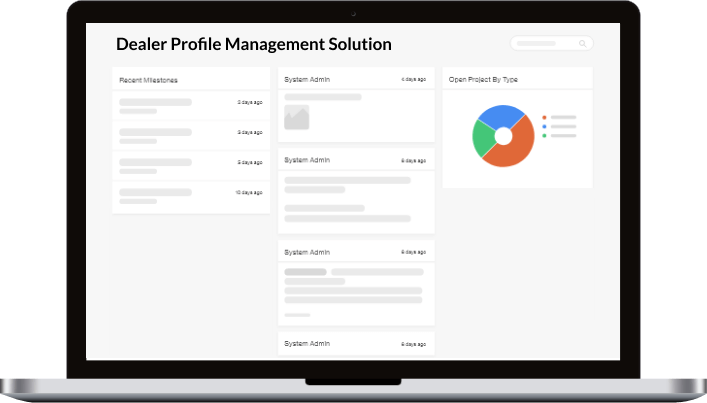 Dealer Profile Management Solution
Recent Milestones
3 days ago
5 days ago
5 days ago
10 days ago
System Admin
4 days ago
System Admin
6 days ago
System Admin
6 days ago
System Admin
6 days ago
Open Project By Type